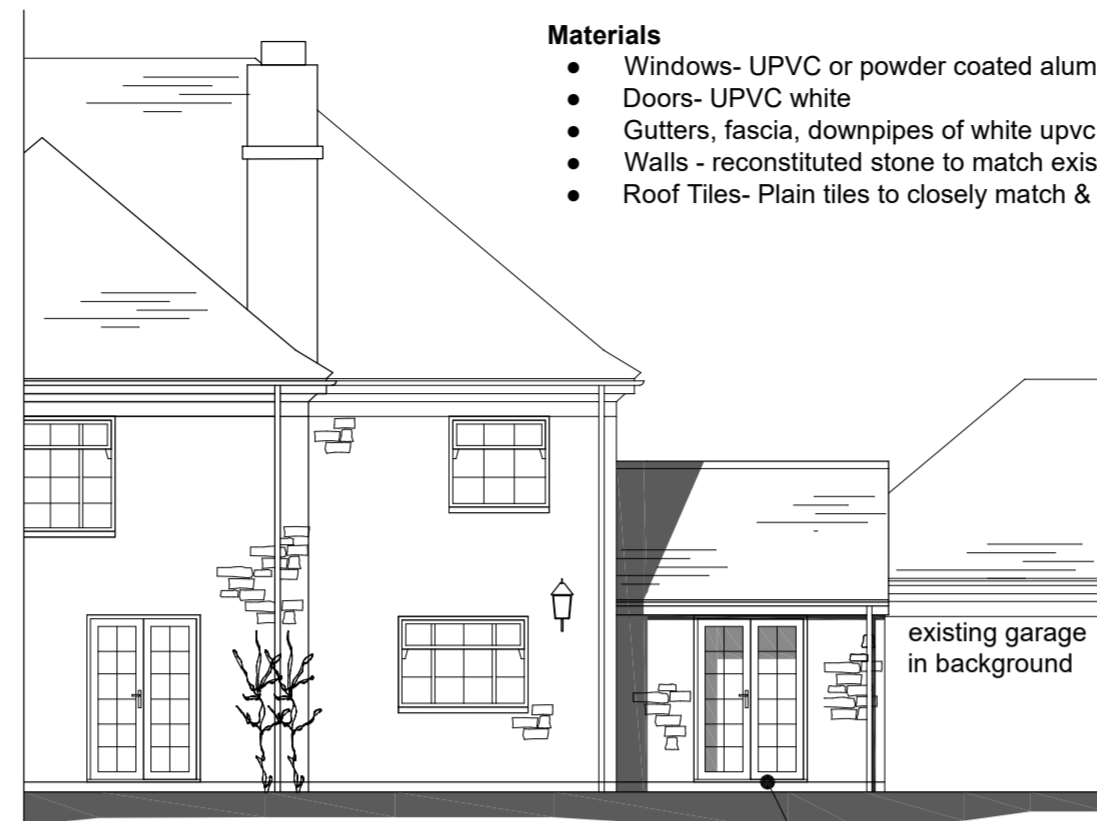 Materials
● Windows- UPVC or powder coated alum
● Doors- UPVC white
● Gutters, fascia, downpipes of white upvc
● Walls - reconstituted stone to match exis
● Roof Tiles- Plain tiles to closely match &
existing garage
in background